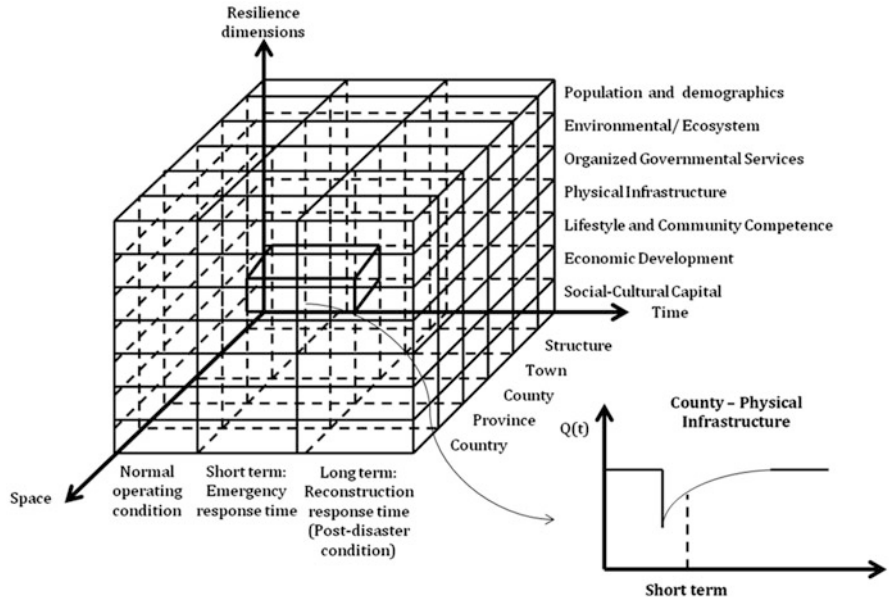 Resilience
dimensions
Population and demographics
Environmental/ Ecosystem
Organized Governmental Services
Physical Infrastructure
Lifestyle and Community Competence
Economic Development
Social-Cultural Capital
Time
Structure
Town
County
Province
Country
Space
Normal
operating
condition
Short term:
Emergency
response time
Long term:
Reconstruction
response time
(Post-disaster
condition)
County – Physical
Infrastructure
Q(t)
Short term